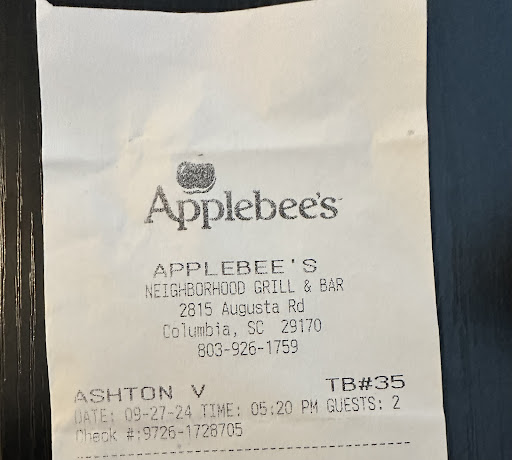 Applebee's
APPLEBEE'S
NEIGHBORHOOD GRILL & BAR
2815 Augusta Rd
Columbia, SC 29170
803-926-1759
ASHTON V TB#35
DATE: 09-27-24 TIME: 05:20 PM GUESTS: 2
Check #:9726-1728705